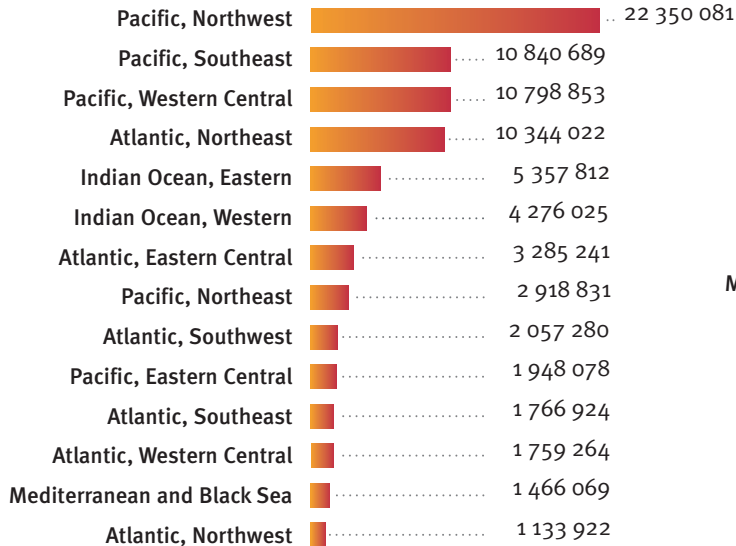 Pacific, Northwest 22 350 081
Pacific, Southeast 10 840 689
Pacific, Western Central 10 798 853
Atlantic, Northeast 10 344 022
Indian Ocean, Eastern 5 357 812
Indian Ocean, Western 4 276 025
Atlantic, Eastern Central 3 285 241
Pacific, Northeast 2 918 831
M
Atlantic, Southwest 2 057 280
Pacific, Eastern Central 1 948 078
Atlantic, Southeast 1 766 924
Atlantic, Western Central 1 759 264
Mediterranean and Black Sea 1 466 069
Atlantic, Northwest 1 133 922